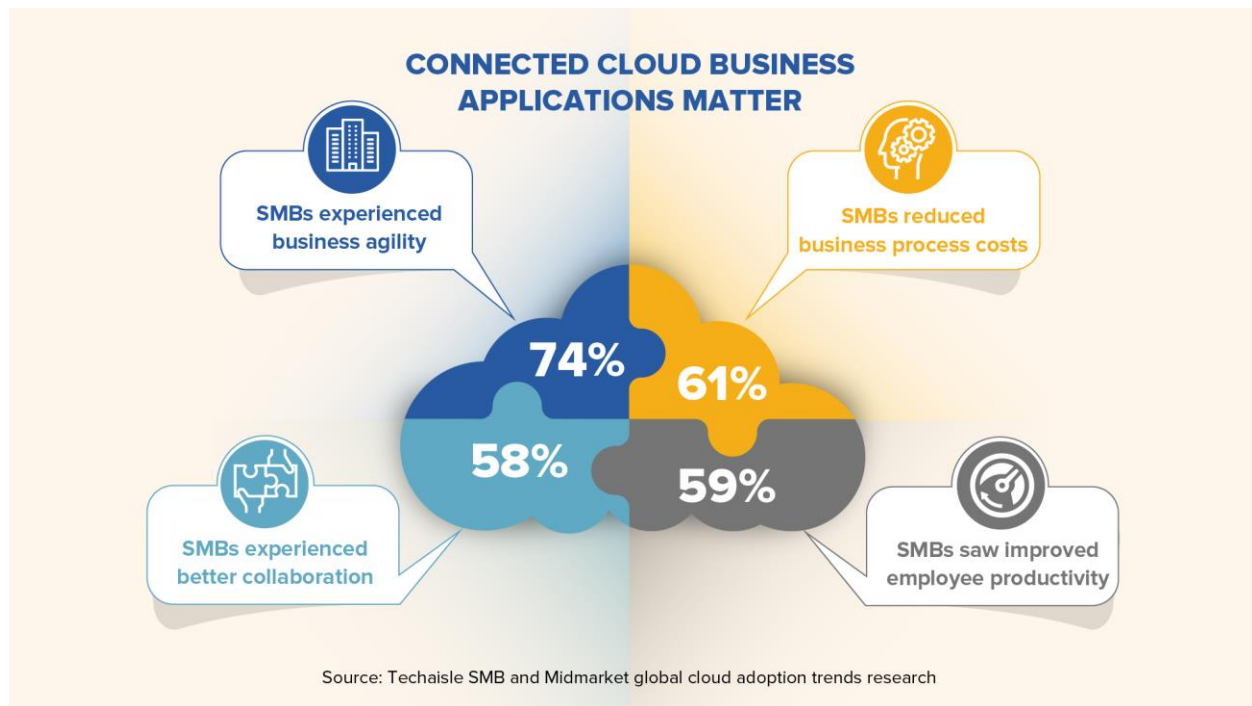 CONNECTED CLOUD BUSINESS
APPLICATIONS MATTER
SMBs experienced
business agility
SMBs reduced
business process costs
74%
61%
58%
59%
SMBs experienced
better collaboration
SMBs saw improved
employee productivity
Source: Techaisle SMB and Midmarket global cloud adoption trends research